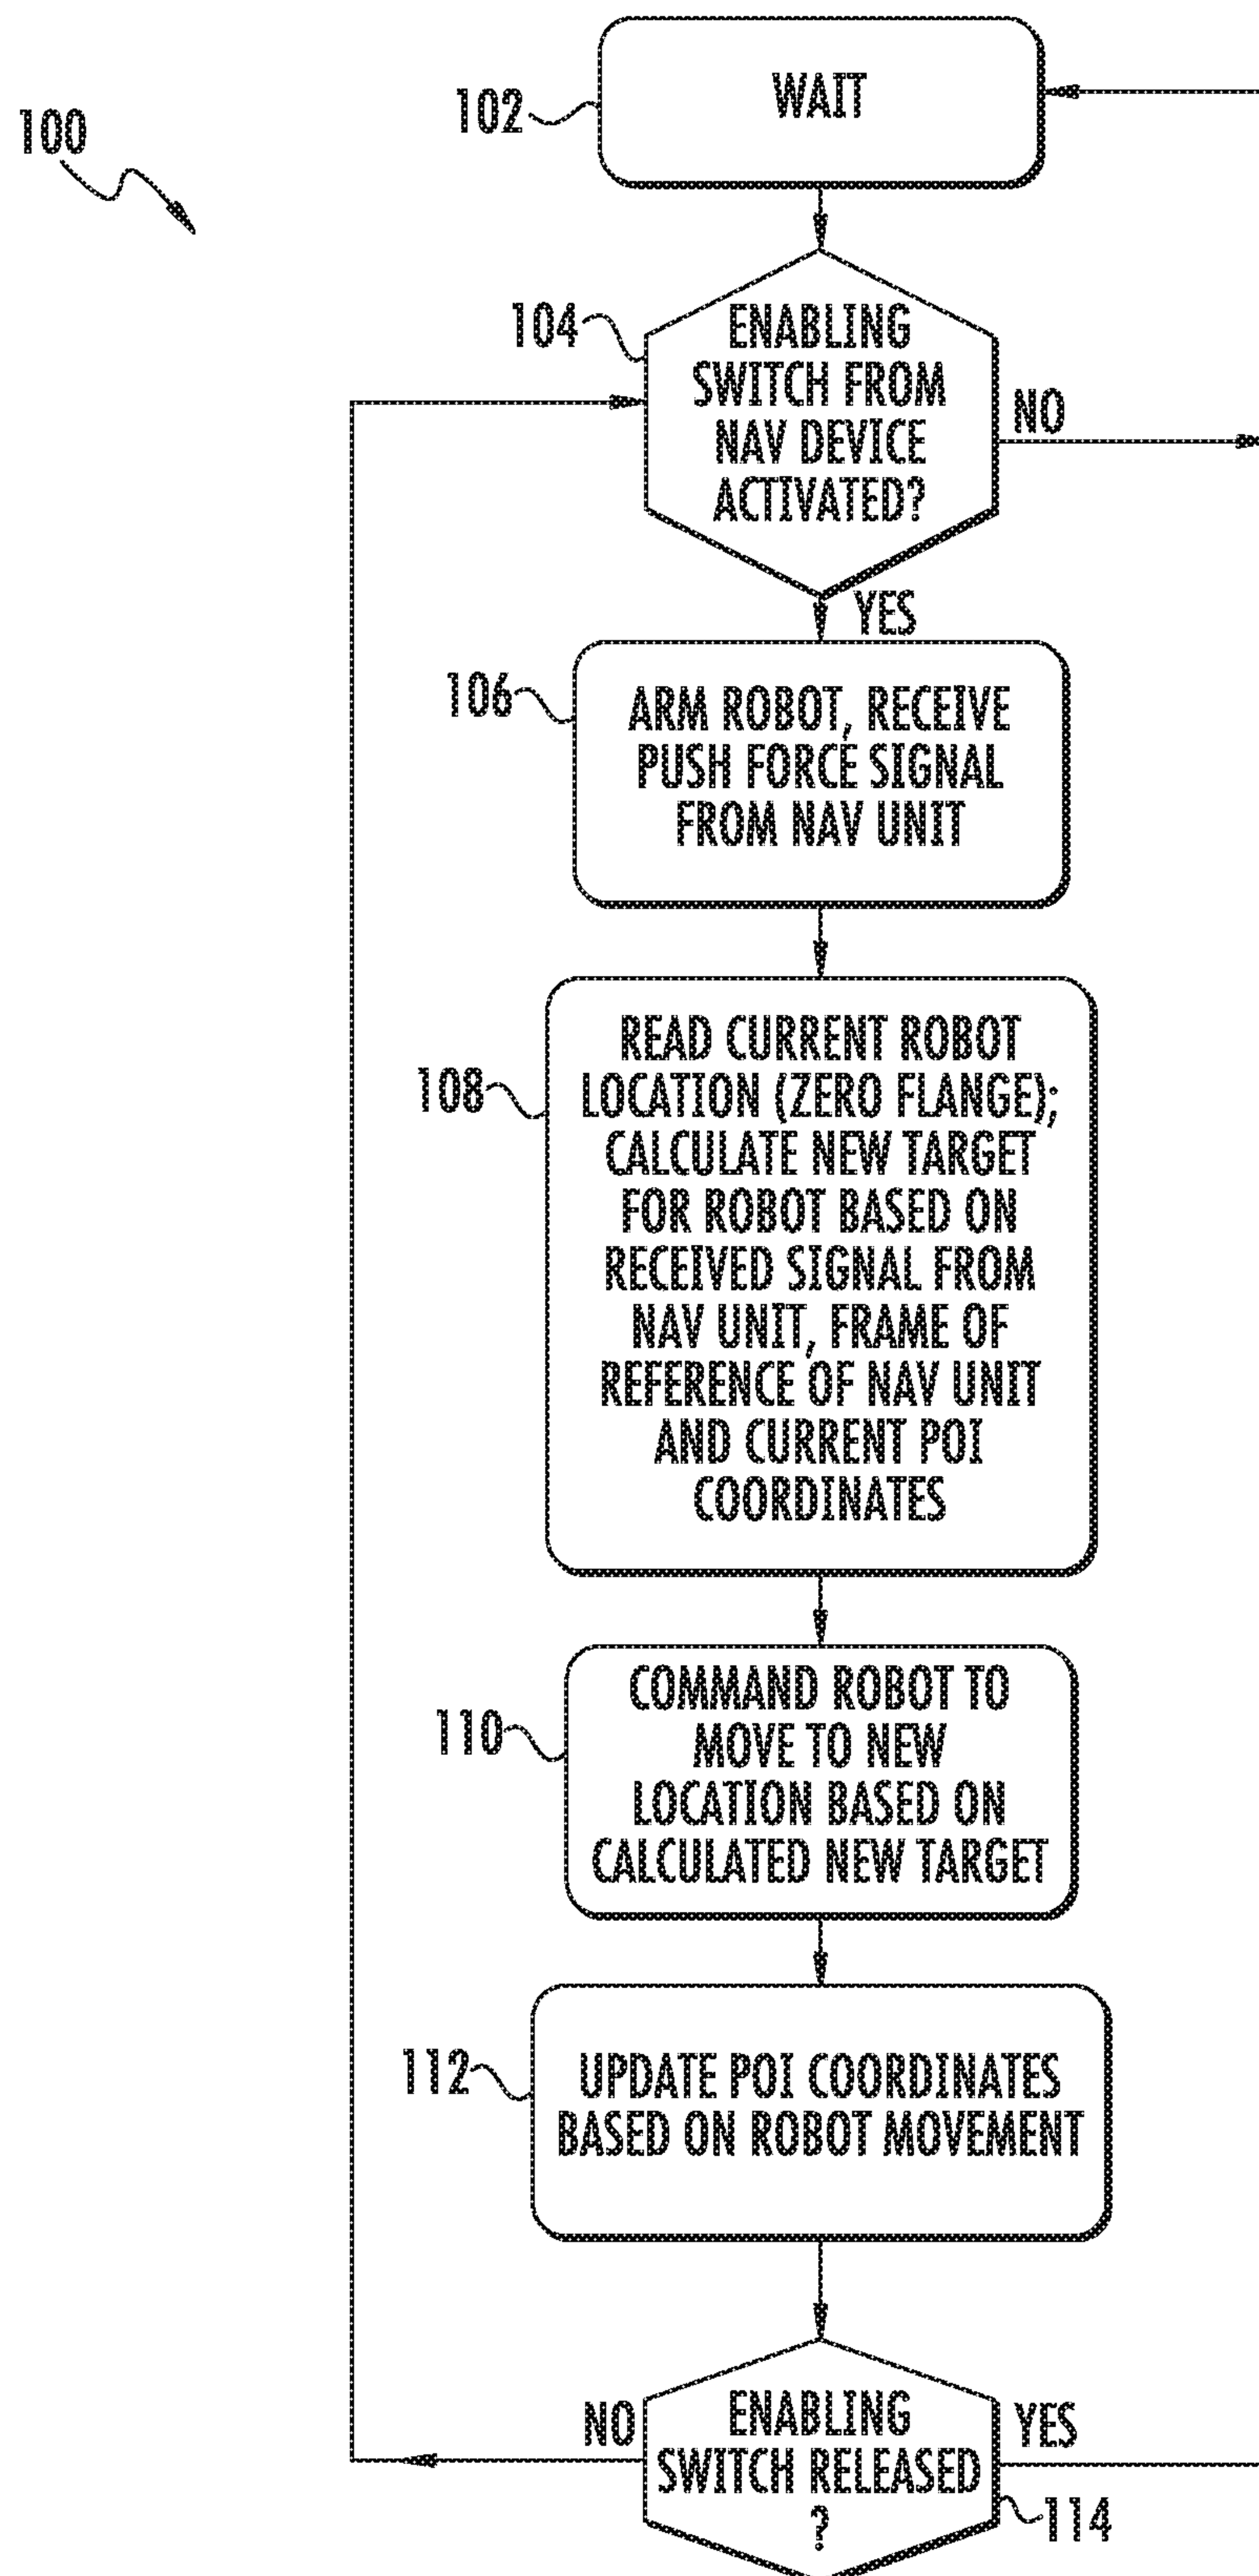 100
102
WAIT
104
ENABLING
SWITCH FROM
NAV DEVICE
ACTIVATED?
NO
YES
106
ARM ROBOT, RECEIVE
PUSH FORCE SIGNAL
FROM NAV UNIT
108
READ CURRENT ROBOT
LOCATION (ZERO FLANGE);
CALCULATE NEW TARGET
FOR ROBOT BASED ON
RECEIVED SIGNAL FROM
NAV UNIT, FRAME OF
REFERENCE OF NAV UNIT
AND CURRENT POI
COORDINATES
110
COMMAND ROBOT TO
MOVE TO NEW
LOCATION BASED ON
CALCULATED NEW TARGET
112
UPDATE POI COORDINATES
BASED ON ROBOT MOVEMENT
NO
ENABLING
SWITCH RELEASED
?
YES
114